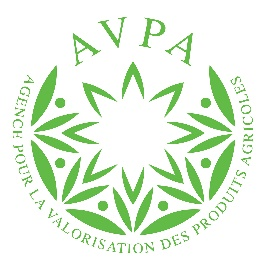 AVPA
AGENCE POUR LA VALORISATION DES PRODUITS AGRICOLES